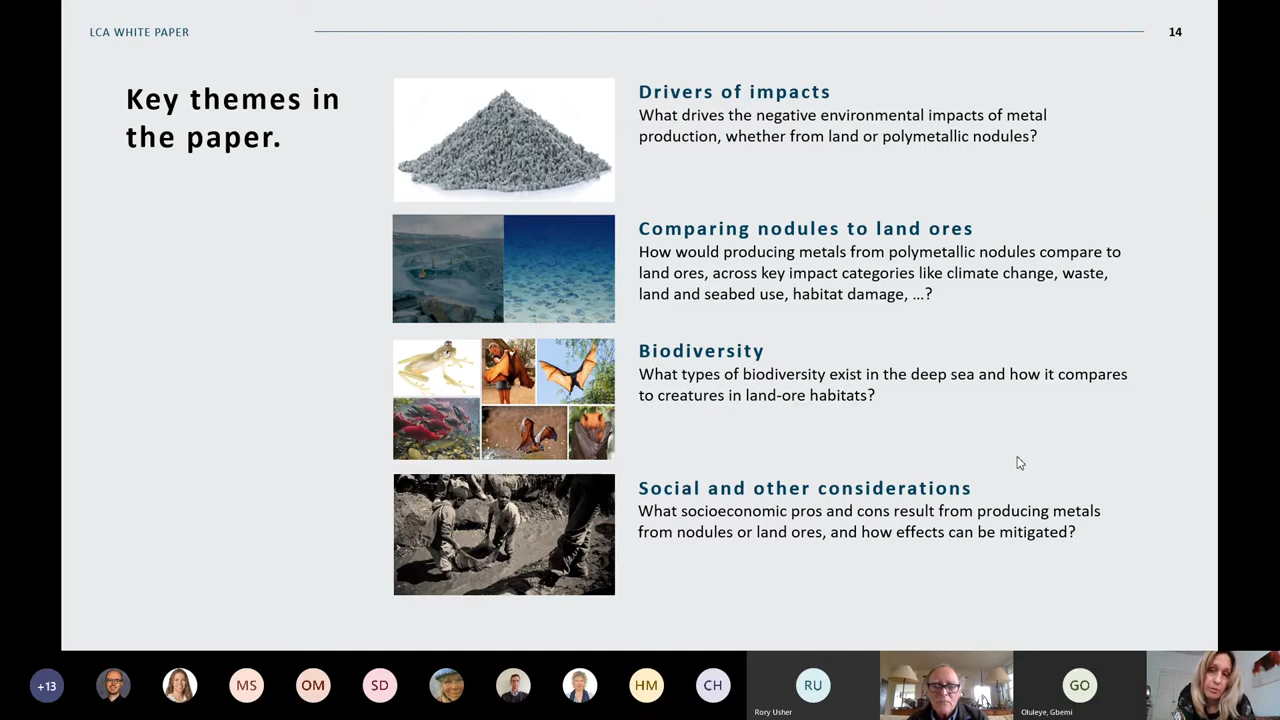 LCA WHITE PAPER
14
Key themes in
the paper.
Drivers of impacts
What drives the negative environmental impacts of metal
production, whether from land or polymetallic nodules?
Comparing nodules to land ores
How would producing metals from polymetallic nodules compare to
land ores, across key impact categories like climate change, waste,
land and seabed use, habitat damage, ...?
Biodiversity
What types of biodiversity exist in the deep sea and how it compares
to creatures in land-ore habitats?
Social and other considerations
What socioeconomic pros and cons result from producing metals
from nodules or land ores, and how effects can be mitigated?
+13
MS
OM
SD
HM
CH
RU
GO
Rory Usher
Oluleye, Gbemi